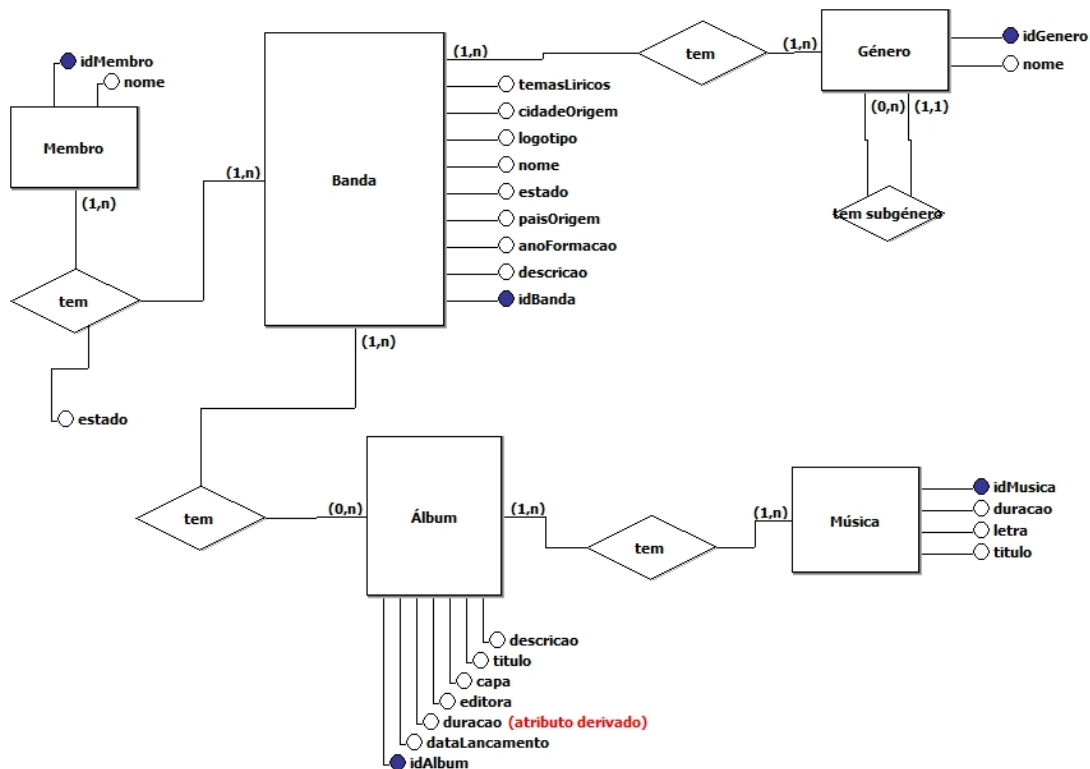 idMembro
nome
Membro
(1,n)
tem
estado
(1,n)
Banda
(1,n)
temasLiricos
cidadeOrigem
logotipo
nome
estado
paisOrigem
anoFormacao
descricao
idBanda
(1,n)
tem
(1,n)
Género
idGenero
nome
(0,n)
(1,1)
tem subgénero
tem
(0,n)
Álbum
(1,n)
descricao
titulo
capa
editora
duracao (atributo derivado)
dataLancamento
idAlbum
tem
(1,n)
Música
idMusica
duracao
letra
titulo